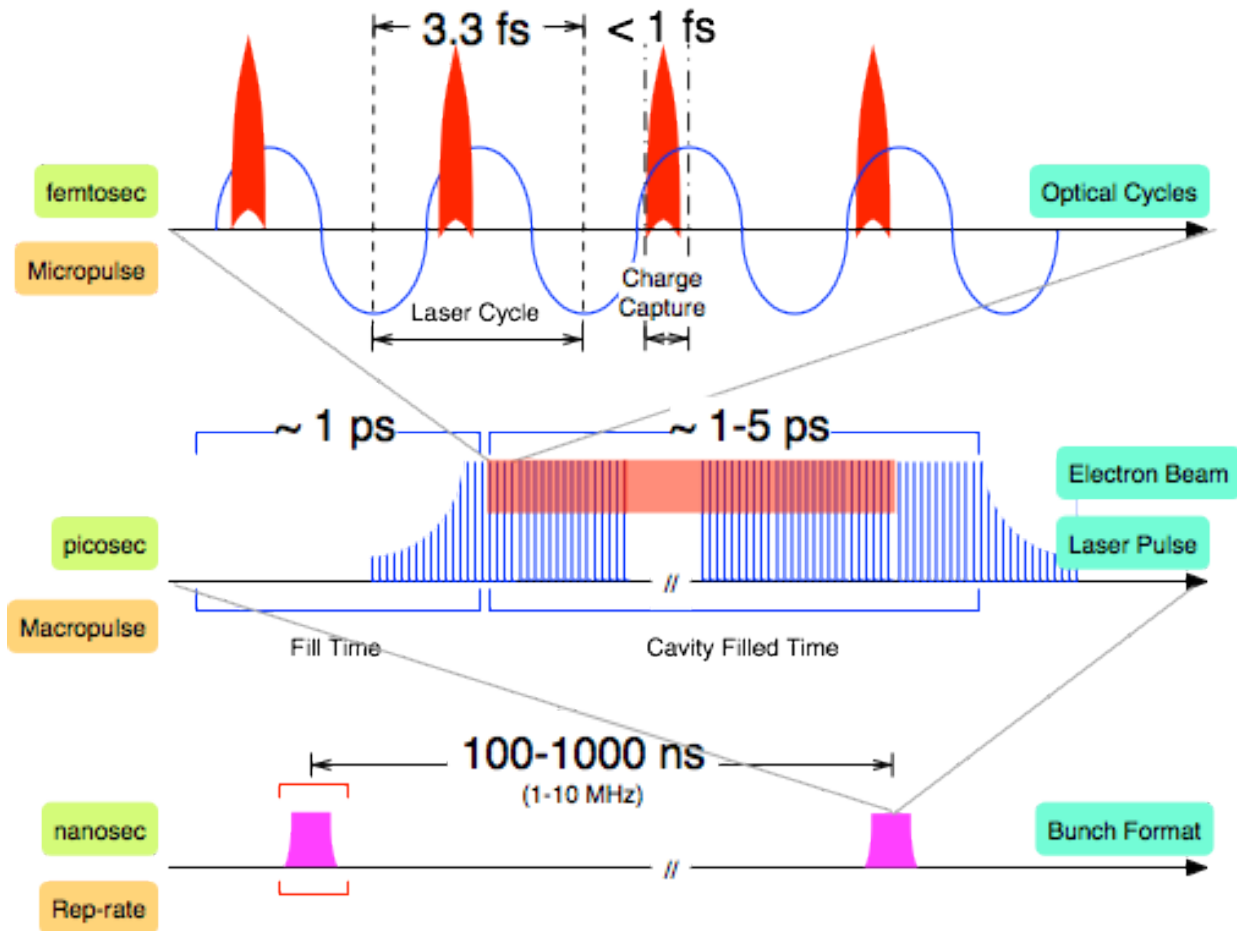 3.3 fs
< 1 fs
femtosec
Optical Cycles
Micropulse
Charge
Capture
Laser Cycle
~ 1 ps
~ 1-5 ps
Electron Beam
picosec
Laser Pulse
//
Macropulse
Fill Time
Cavity Filled Time
100-1000 ns
(1-10 MHz)
nanosec
Bunch Format
//
Rep-rate